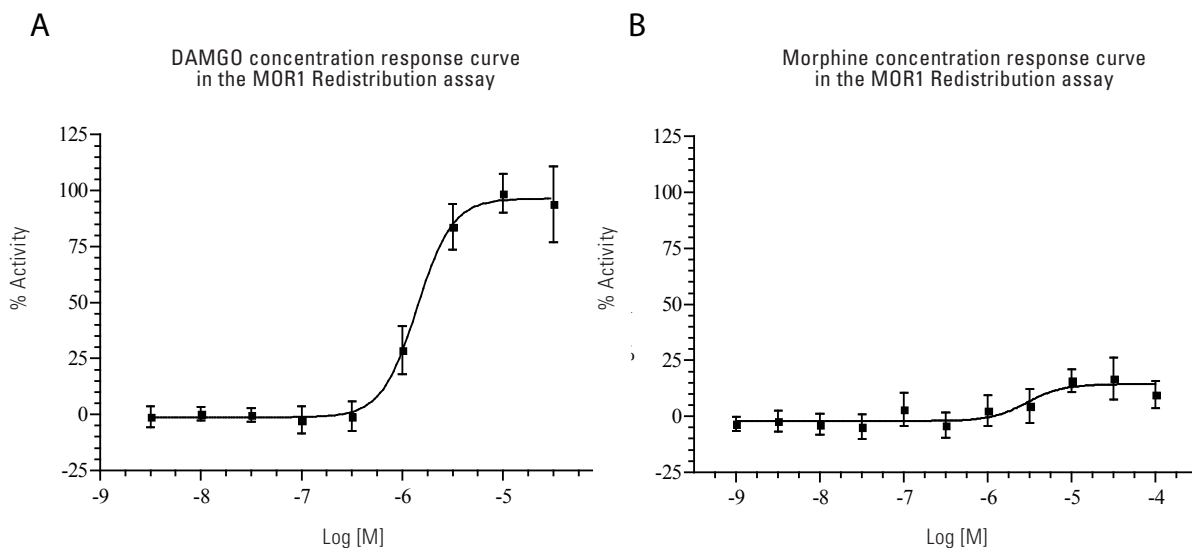 A
DAMGO concentration response curve
in the MOR1 Redistribution assay
125
100
75
50
25
0
-25
% Activity
-9
-8
-7
-6
-5
Log [M]
B
Morphine concentration response curve
in the MOR1 Redistribution assay
125
100
75
50
25
0
-25
% Activity
-9
-8
-7
-6
-5
-4
Log [M]